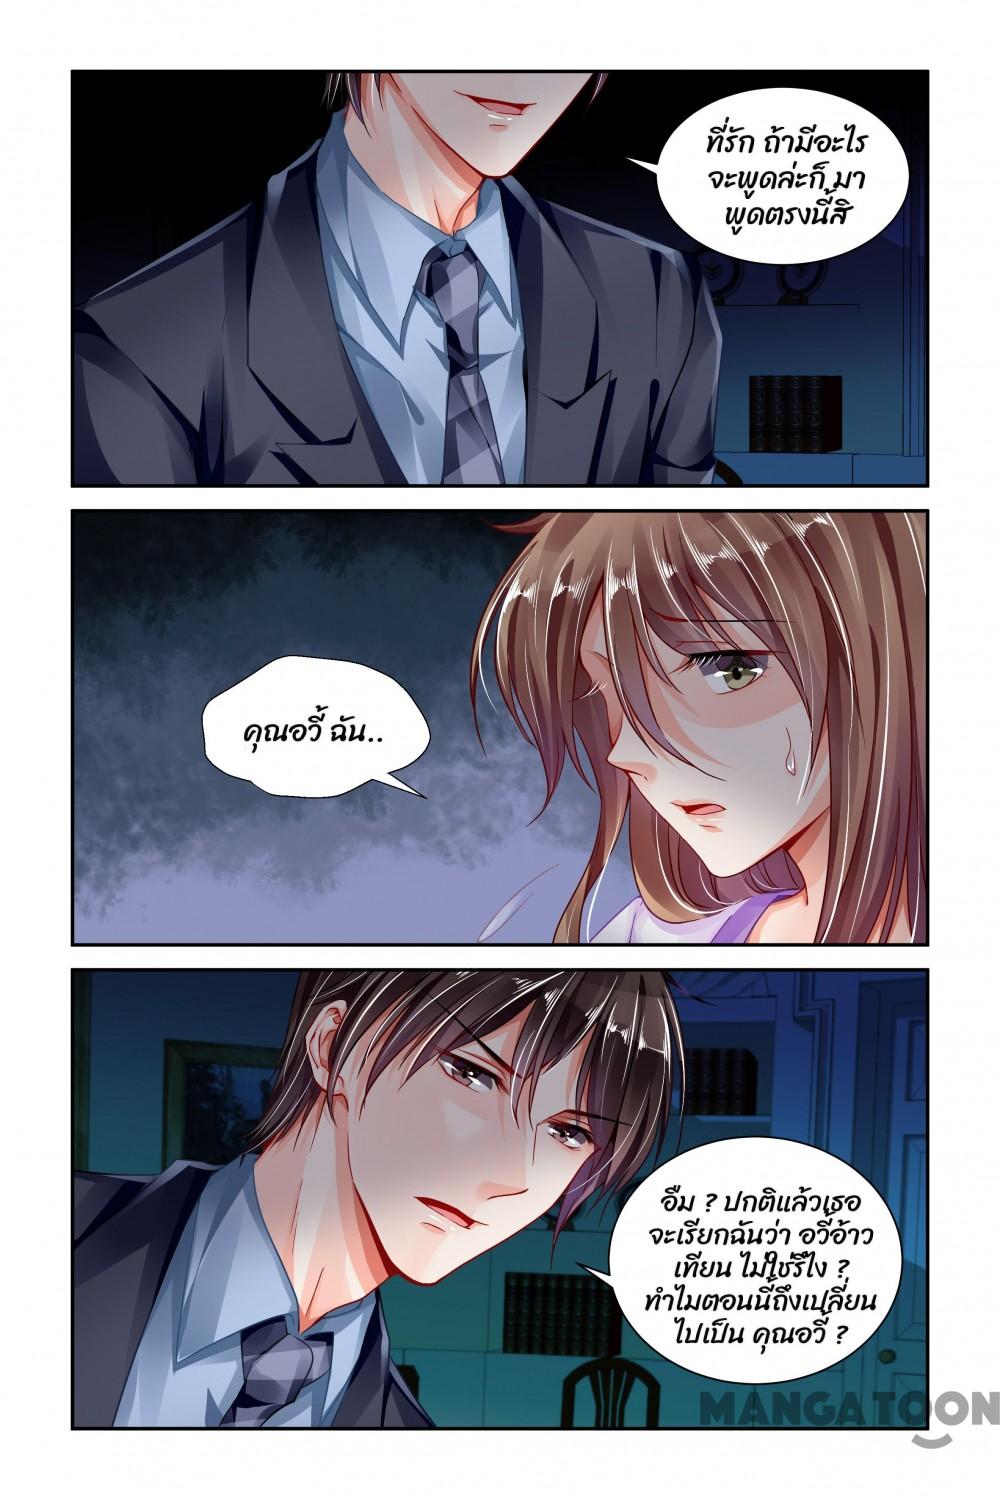 ที่รัก ถ้ามีอะไร
จะพูดล่ะก็ มา
พูดตรงนี้สิ
คุณอวี้ ฉัน..
อืม ? ปกติแล้วเธอ
จะเรียกฉันว่า อวี้อ้าว
เทียน ไม่ใช่รึไง ?
ทำไมตอนนี้ถึงเปลี่ยน
ไปเป็น คุณอวี้ ?
MANGATOON